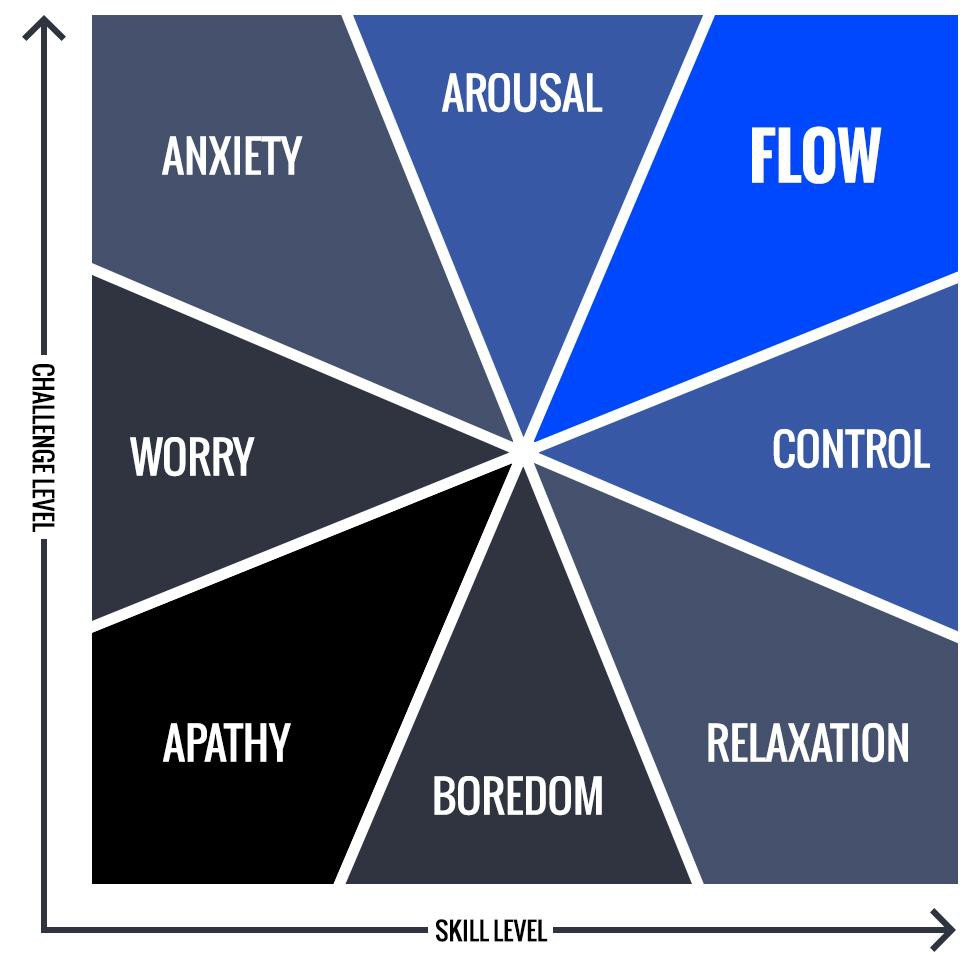 AROUSAL
ANXIETY
FLOW
CHALLENGE LEVEL
WORRY
CONTROL
APATHY
RELAXATION
BOREDOM
SKILL LEVEL